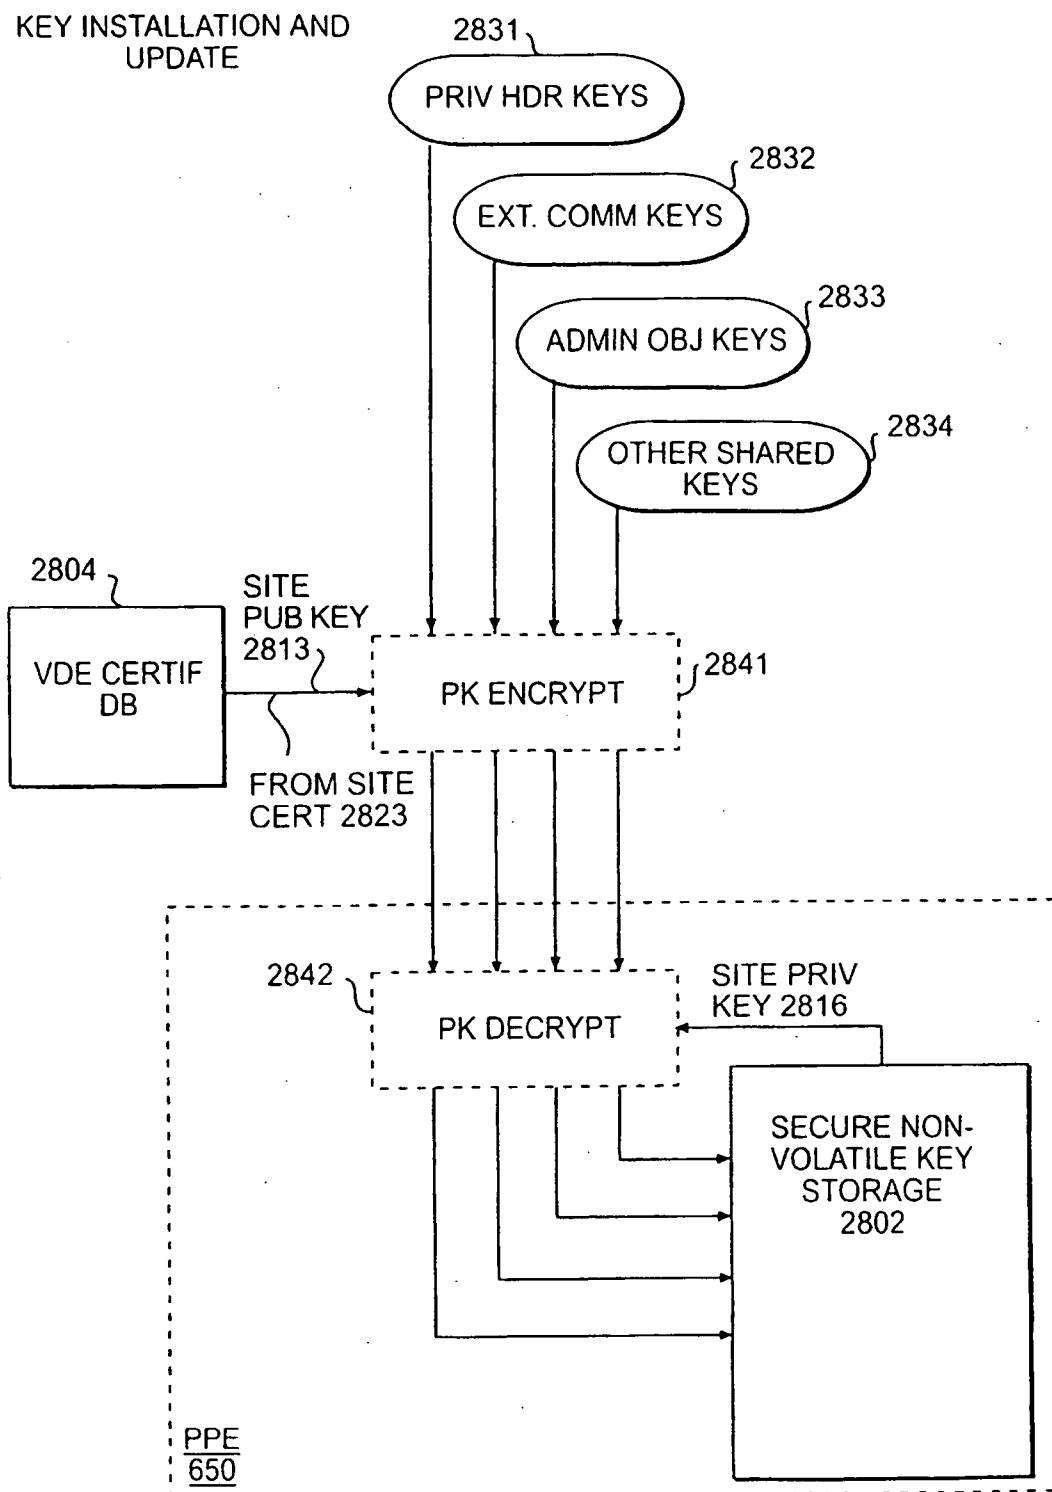 KEY INSTALLATION AND
UPDATE
2831
PRIV HDR KEYS
2832
EXT. COMM KEYS
2833
ADMIN OBJ KEYS
2834
OTHER SHARED
KEYS
2804
VDE CERTIF
DB
SITE
PUB KEY
2813
PK ENCRYPT
2841
FROM SITE
CERT 2823
2842
PK DECRYPT
SITE PRIV
KEY 2816
SECURE NON-
VOLATILE KEY
STORAGE
2802
PPE
650